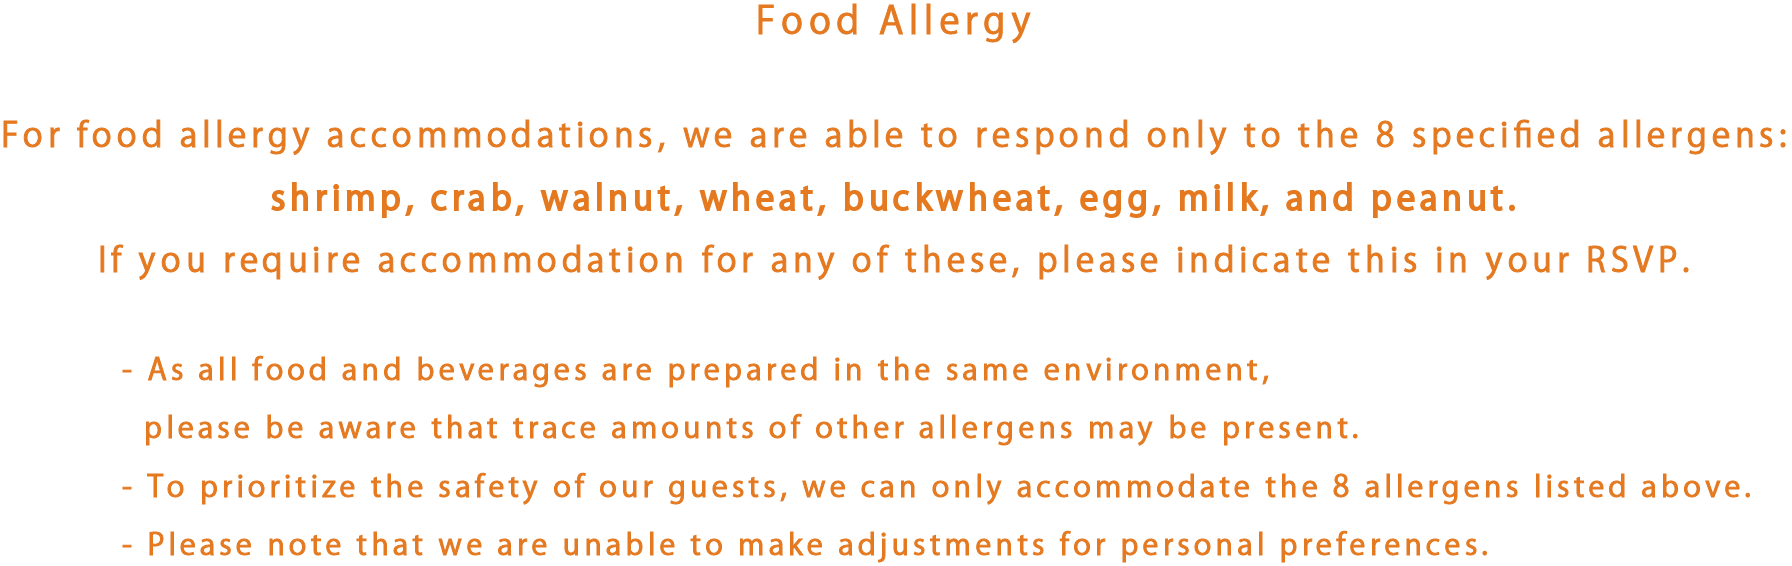 Food Allergy
For food allergy accommodations, we are able to respond only to the 8 specified allergens:
shrimp, crab, walnut, wheat, buckwheat, egg, milk, and peanut.
If you require accommodation for any of these, please indicate this in your RSVP.
- As all food and beverages are prepared in the same environment,
please be aware that trace amounts of other allergens may be present.
- To prioritize the safety of our guests, we can only accommodate the 8 allergens listed above.
- Please note that we are unable to make adjustments for personal preferences.